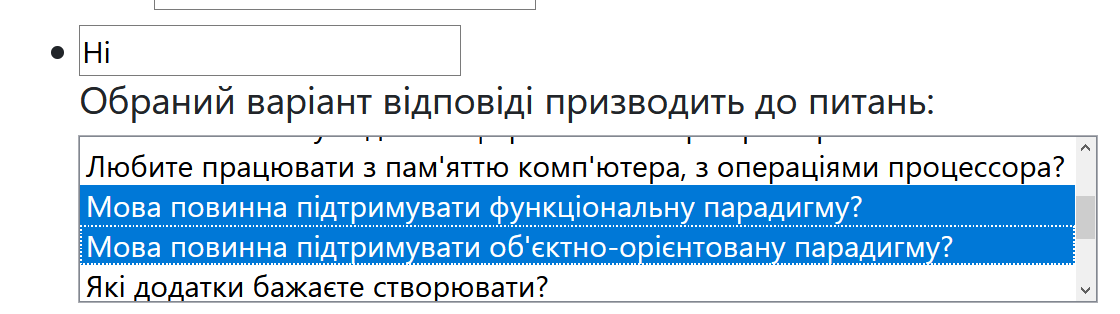 Ні
Обраний варіант відповіді призводить до питань:
Любите працювати з пам'яттю комп'ютера, з операціями процессора?
Мова повинна підтримувати функціональну парадигму?
Мова повинна підтримувати об'єктно-орієнтовану парадигму?
Які додатки бажаєте створювати?